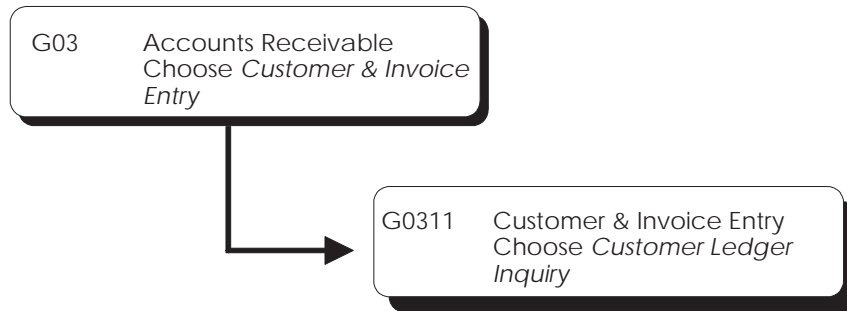 G03 Accounts Receivable
Choose Customer & Invoice
Entry
G0311 Customer & Invoice Entry
Choose Customer Ledger
Inquiry